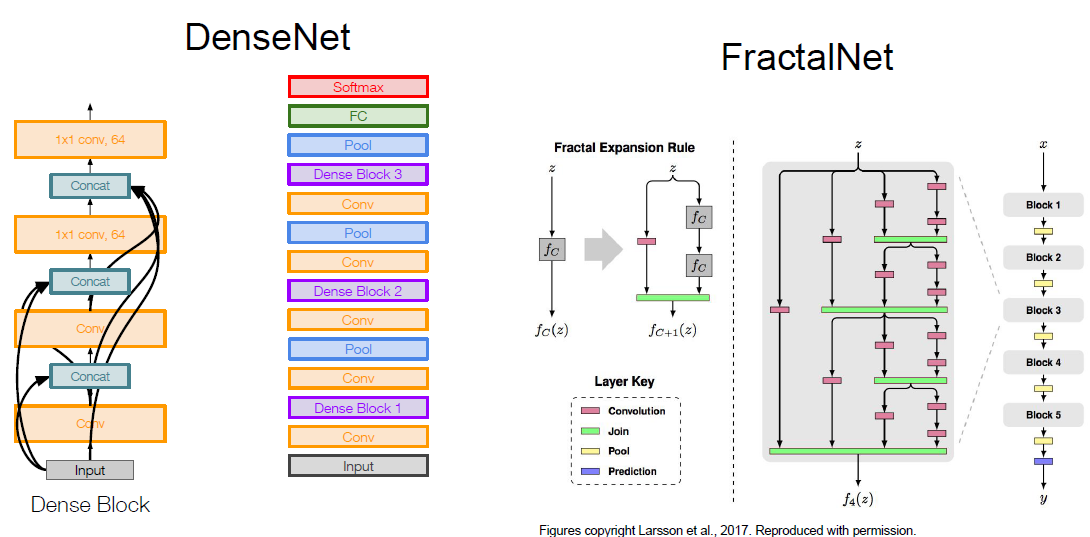 DenseNet
1x1 conv, 64
Concat
1x1 conv, 64
Concat
Conv
Concat
Conv
Input
Dense Block
Softmax
FC
Pool
Dense Block 3
Conv
Pool
Conv
Dense Block 2
Conv
Pool
Conv
Dense Block 1
Conv
Input
FractalNet
Fractal Expansion Rule
z
f_C
f_C(z)
z
f_C
f_C
f_{C+1}(z)
Layer Key
Convolution
Join
Pool
Prediction
z
f_4(z)
x
Block 1
Block 2
Block 3
Block 4
Block 5
y
Figures copyright Larsson et al., 2017. Reproduced with permission.